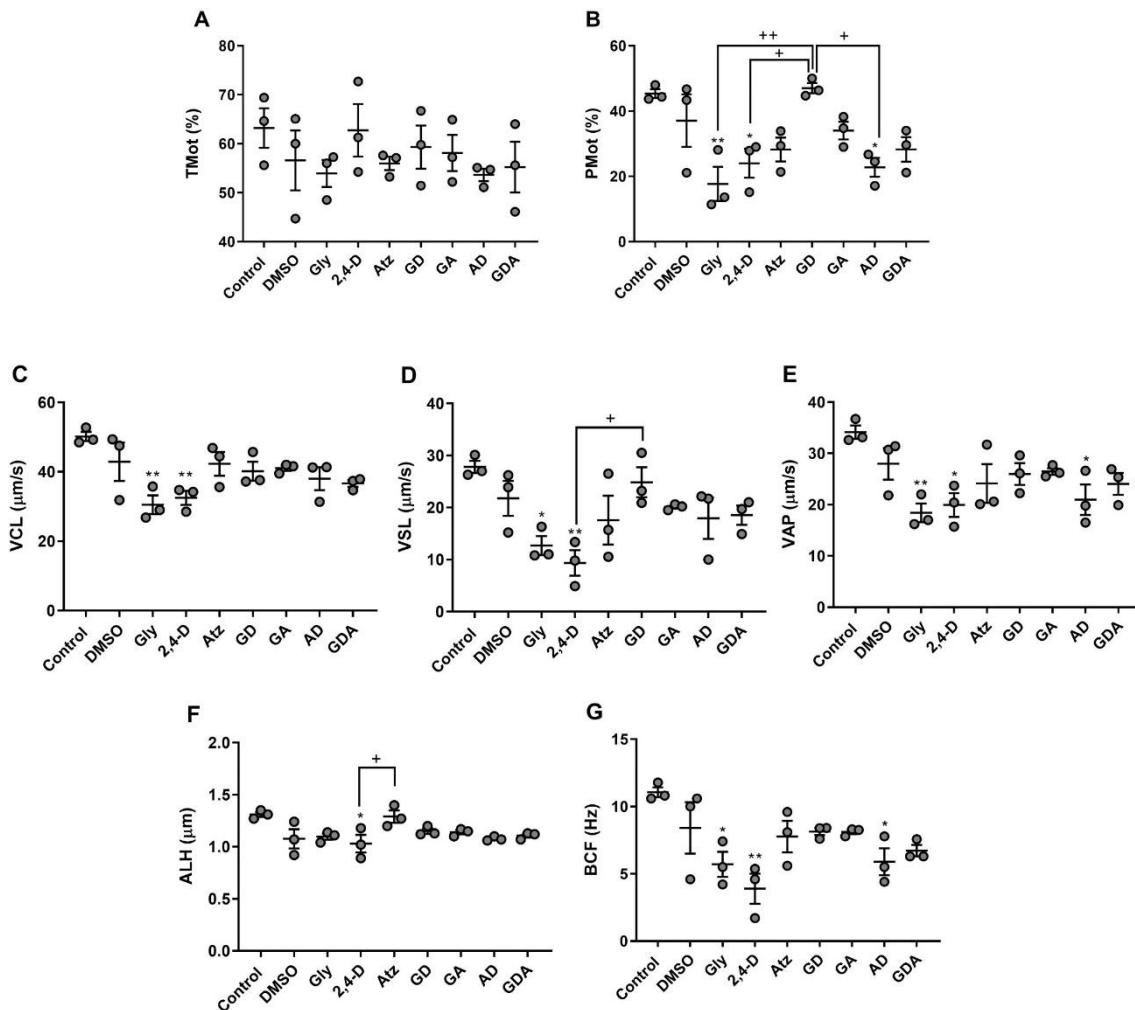 A
TMot (%)
80
70
60
50
40
Control
DMSO
Gly
2,4-D
Atz
GD
GA
AD
GDA
B
PMot (%)
60
40
20
0
++
+
+
**
*
*
Control
DMSO
Gly
2,4-D
Atz
GD
GA
AD
GDA
C
VCL (μm/s)
60
40
20
0
**
**
Control
DMSO
Gly
2,4-D
Atz
GD
GA
AD
GDA
D
VSL (μm/s)
40
30
20
10
0
+
*
**
Control
DMSO
Gly
2,4-D
Atz
GD
GA
AD
GDA
E
VAP (μm/s)
40
30
20
10
0
**
*
*
Control
DMSO
Gly
2,4-D
Atz
GD
GA
AD
GDA
F
ALH (μm)
2.0
1.5
1.0
0.5
0.0
+
*
Control
DMSO
Gly
2,4-D
Atz
GD
GA
AD
GDA
G
BCF (Hz)
15
10
5
0
*
**
*
Control
DMSO
Gly
2,4-D
Atz
GD
GA
AD
GDA